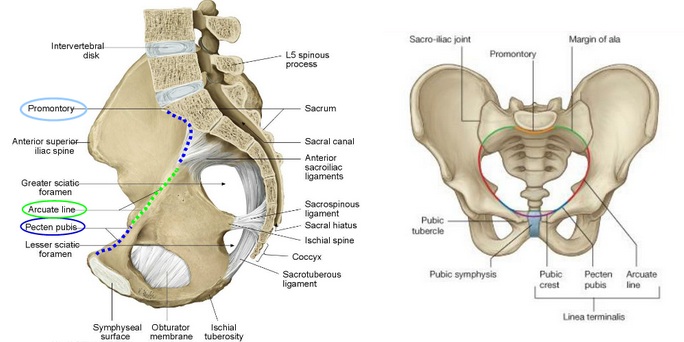 Intervertebral
disk
L5 spinous
process
Promontory
Sacrum
Anterior superior
iliac spine
Sacral canal
Anterior
sacroiliac
ligaments
Greater sciatic
foramen
Arcuate line
Sacrospinous
ligament
Pecten pubis
Sacral hiatus
Lesser sciatic
foramen
Ischial spine
Coccyx
Sacrotuberous
ligament
Symphyseal
surface
Obturator
membrane
Ischial
tuberosity
Sacro-iliac joint
Promontory
Margin of ala
Pubic
tubercle
Pubic symphysis
Pubic
crest
Pecten
pubis
Arcuate
line
Linea terminalis